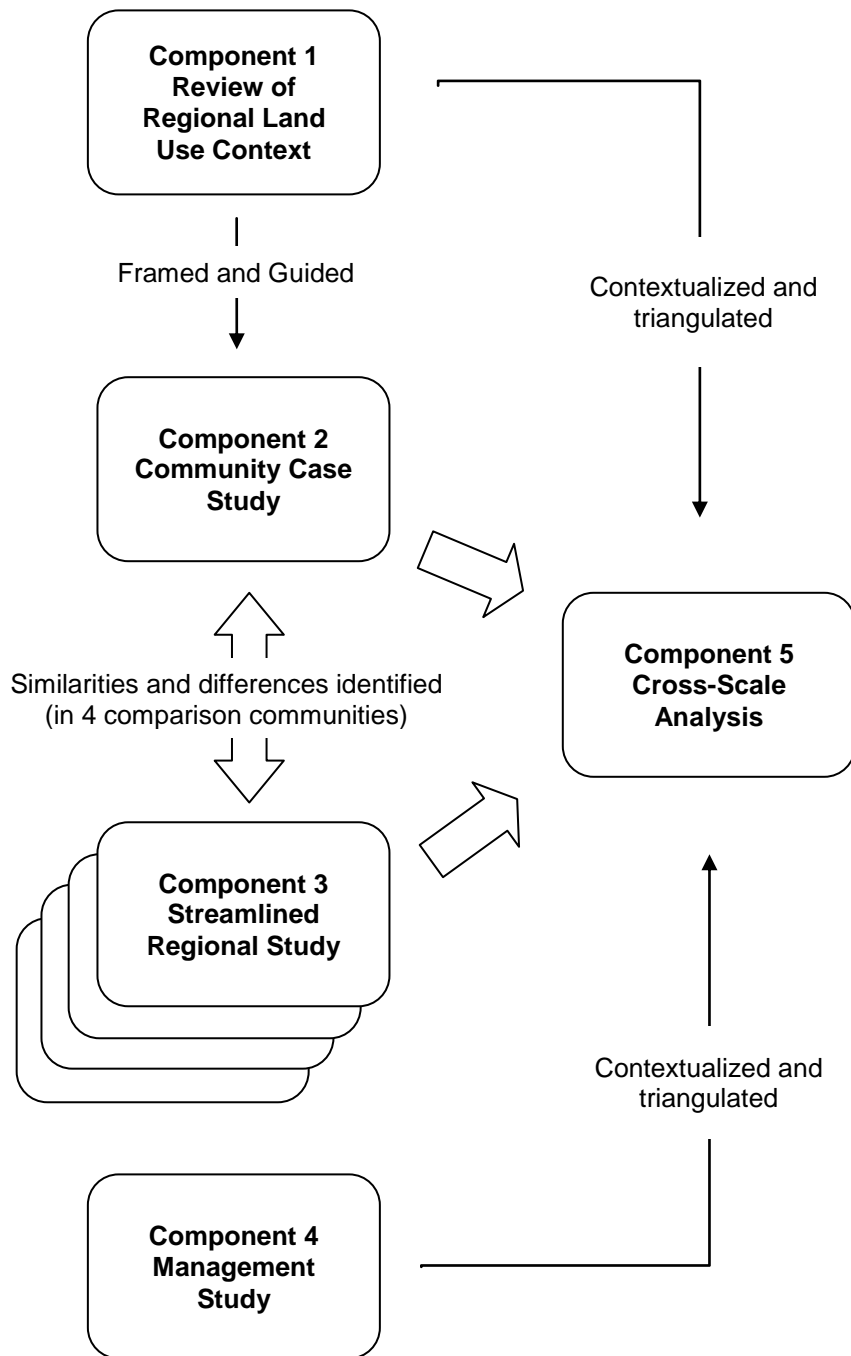 Component 1
Review of
Regional Land
Use Context
Framed and Guided
Contextualized and
triangulated
Component 2
Community Case
Study
Similarities and differences identified
(in 4 comparison communities)
Component 5
Cross-Scale
Analysis
Component 3
Streamlined
Regional Study
Contextualized and
triangulated
Component 4
Management
Study